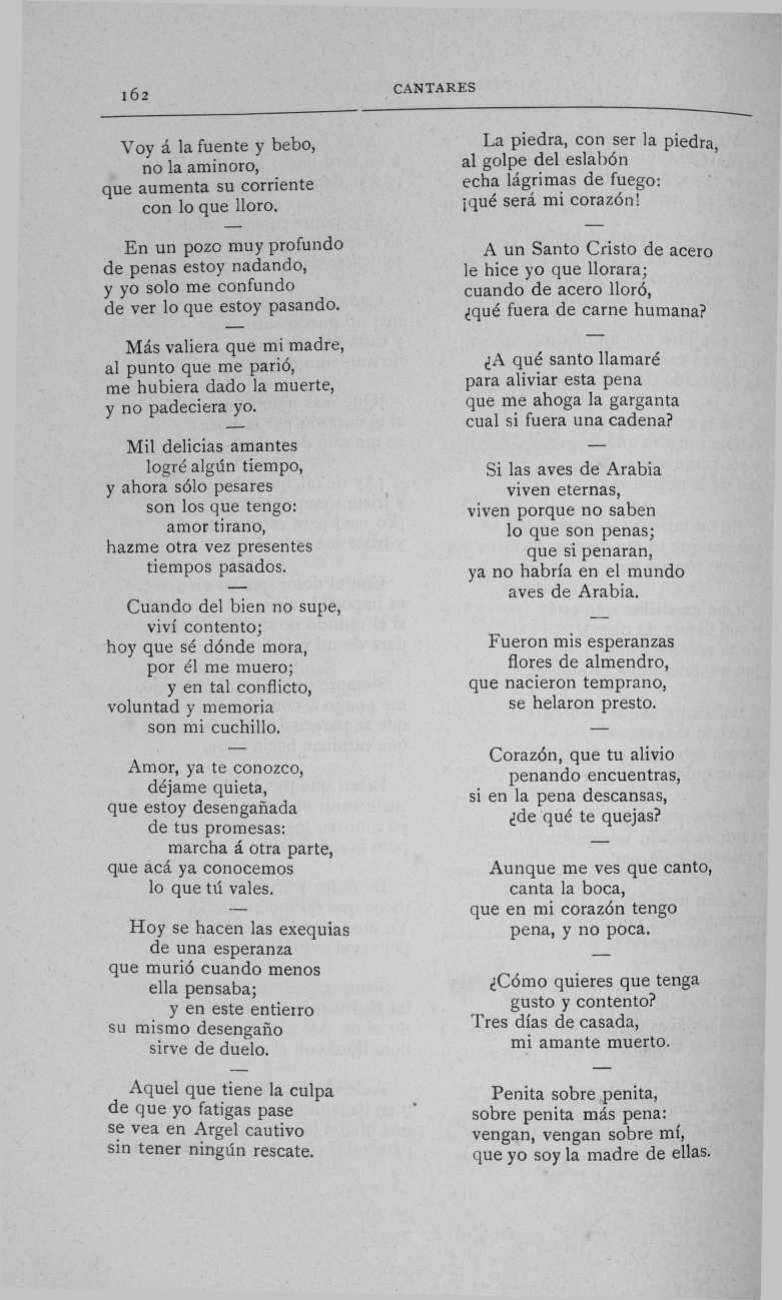 162
CANTARES
Voy á la fuente y bebo,
no la aminoro,
que aumenta su corriente
con lo que lloro.
—
En un pozo muy profundo
de penas estoy nadando,
y yo solo me confundo
de ver lo que estoy pasando.
—
Más valiera que mi madre,
al punto que me parió,
me hubiera dado la muerte,
y no padeciera yo.
—
Mil delicias amantes
logré algún tiempo,
y ahora sólo pesares
son los que tengo:
amor tirano,
hazme otra vez presentes
tiempos pasados.
—
Cuando del bien no supe,
viví contento;
hoy que sé dónde mora,
por él me muero;
y en tal conflicto,
voluntad y memoria
son mi cuchillo.
—
Amor, ya te conozco,
déjame quieta,
que estoy desengañada
de tus promesas:
marcha á otra parte,
que acá ya conocemos
lo que tú vales.
—
Hoy se hacen las exequias
de una esperanza
que murió cuando menos
ella pensaba;
y en este entierro
su mismo desengaño
sirve de duelo.
—
Aquel que tiene la culpa
de que yo fatigas pase
se vea en Argel cautivo
sin tener ningún rescate.
La piedra, con ser la piedra,
al golpe del eslabón
echa lágrimas de fuego:
¡qué será mi corazón!
—
A un Santo Cristo de acero
le hice yo que llorara;
cuando de acero lloró,
¿qué fuera de carne humana?
—
¿A qué santo llamaré
para aliviar esta pena
que me ahoga la garganta
cual si fuera una cadena?
—
Si las aves de Arabia
viven eternas,
viven porque no saben
lo que son penas;
que si penaran,
ya no habría en el mundo
aves de Arabia.
—
Fueron mis esperanzas
flores de almendro,
que nacieron temprano,
se helaron presto.
—
Corazón, que tu alivio
penando encuentras,
si en la pena descansas,
¿de qué te quejas?
—
Aunque me ves que canto,
canta la boca,
que en mi corazón tengo
pena, y no poca.
—
¿Cómo quieres que tenga
gusto y contento?
Tres días de casada,
mi amante muerto.
—
Penita sobre penita,
sobre penita más pena:
vengan, vengan sobre mí,
que yo soy la madre de ellas.